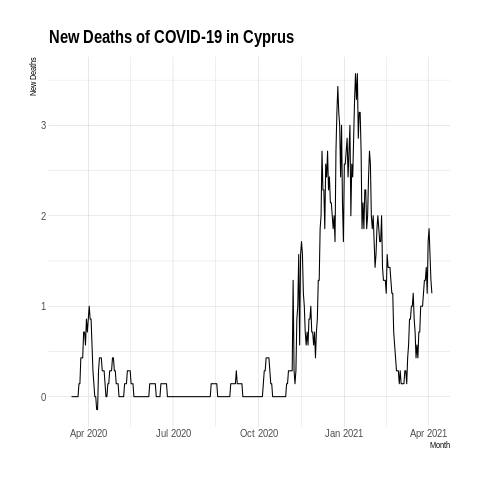 New Deaths of COVID-19 in Cyprus
New Deaths
3
2
1
0
Apr 2020 Jul 2020 Oct 2020 Jan 2021 Apr 2021
Month